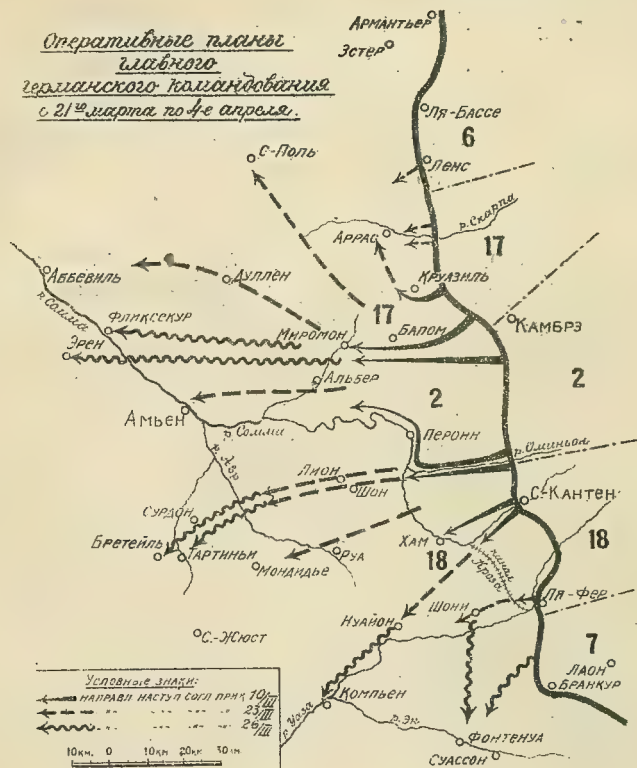 Оперативные планы
главного
германского командования
с 21го марта по 4-е апреля.
Армантьер
Эстер
Ля-Бассе
6
С-Поль
Ленс
р. Скарпа
Аррас
17
Круазиль
Аббевиль
Дуллен
р. Сомма
17
Фликсекур
Миромон
Бапом
Камбрэ
Эрен
Альбер
2
2
Амьен
р. Сомма
Перонн
р. Оминьон
р. Авр
Лион
Шон
С-Кантен
Сурдон
Бретейль
Тартиньи
Хам
18
Мондидье
Руа
18
канал
Кроза
Ля-Фер
Шони
Нуайон
С.-Жюст
7
Лаон
Бранкур
Условные знаки:
Направл наступ согл прик 10/III
" " " " 23/III
" " " " 26/III
Компьен
р. Уаза
р. Эн.
Фонтенуа
Суассон
10км. 0 10км 20км 30км.